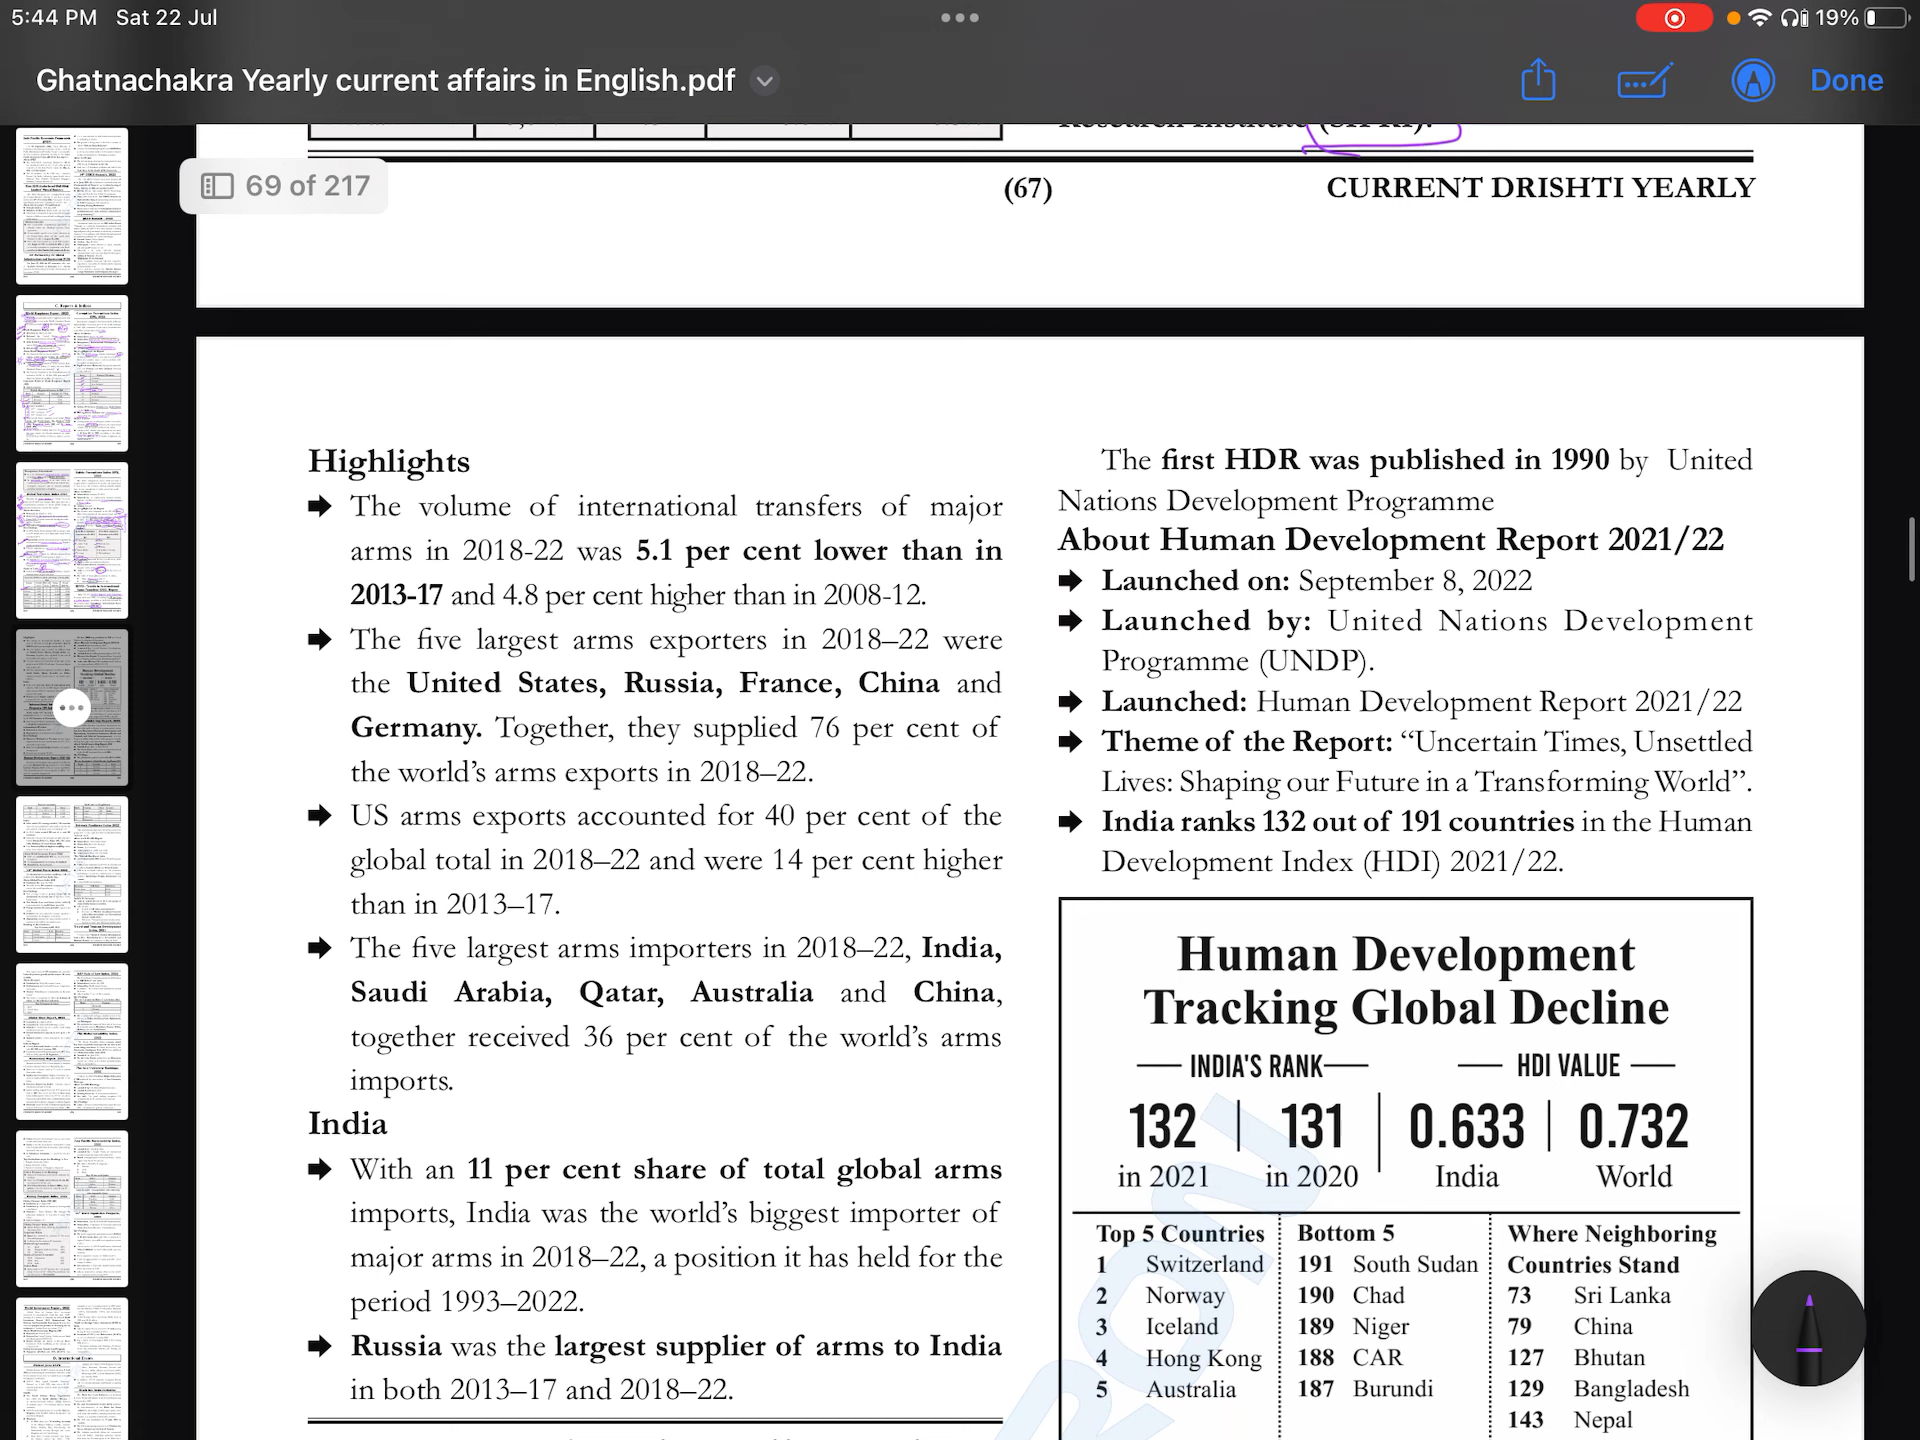 5:44 PM Sat 22 Jul
19%
Ghatnachakra Yearly current affairs in English.pdf
Done
69 of 217
(67)
CURRENT DRISHTI YEARLY
Highlights
The volume of international transfers of major
arms in 2018-22 was 5.1 per cent lower than in
2013-17 and 4.8 per cent higher than in 2008-12.
The five largest arms exporters in 2018–22 were
the United States, Russia, France, China and
Germany. Together, they supplied 76 per cent of
the world's arms exports in 2018–22.
US arms exports accounted for 40 per cent of the
global total in 2018–22 and were 14 per cent higher
than in 2013–17.
The five largest arms importers in 2018–22, India,
Saudi Arabia, Qatar, Australia and China,
together received 36 per cent of the world's arms
imports.
India
With an 11 per cent share of total global arms
imports, India was the world's biggest importer of
major arms in 2018–22, a position it has held for the
period 1993–2022.
Russia was the largest supplier of arms to India
in both 2013–17 and 2018–22.
The first HDR was published in 1990 by United
Nations Development Programme
About Human Development Report 2021/22
Launched on: September 8, 2022
Launched by: United Nations Development
Programme (UNDP).
Launched: Human Development Report 2021/22
Theme of the Report: “Uncertain Times, Unsettled
Lives: Shaping our Future in a Transforming World”.
India ranks 132 out of 191 countries in the Human
Development Index (HDI) 2021/22.
Human Development
Tracking Global Decline
INDIA'S RANK HDI VALUE
132 131 0.633 0.732
in 2021 in 2020 India World
Top 5 Countries
1 Switzerland
2 Norway
3 Iceland
4 Hong Kong
5 Australia
Bottom 5
191 South Sudan
190 Chad
189 Niger
188 CAR
187 Burundi
Where Neighboring
Countries Stand
73 Sri Lanka
79 China
127 Bhutan
129 Bangladesh
143 Nepal